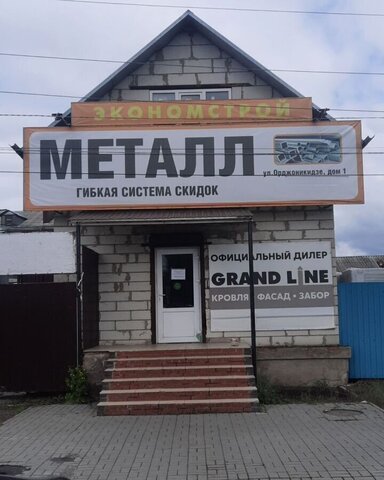 ЭКОНОМСТРОЙ
МЕТАЛЛ
ул.Орджоникидзе, дом 1
ГИБКАЯ СИСТЕМА СКИДОК
ОФИЦИАЛЬНЫЙ ДИЛЕР
GRAND LINE
КРОВЛЯ • ФАСАД • ЗАБОР